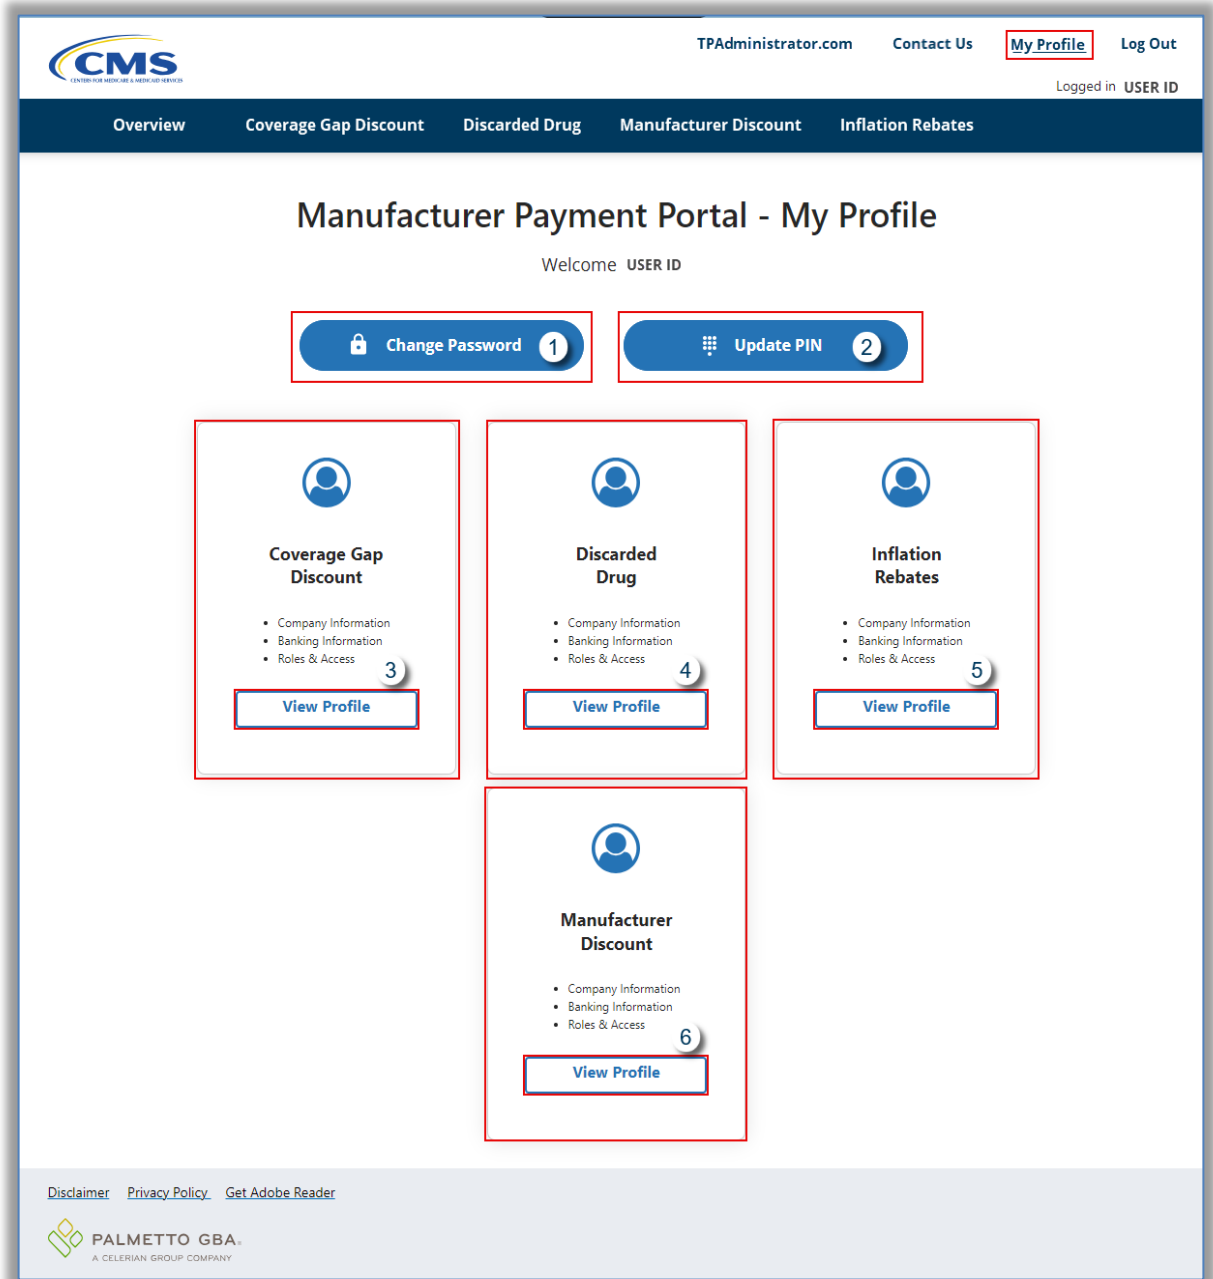 CMS
CENTERS FOR MEDICARE & MEDICAID SERVICES
TPAdministrator.com Contact Us My Profile Log Out
Logged in USER ID
Overview Coverage Gap Discount Discarded Drug Manufacturer Discount Inflation Rebates
Manufacturer Payment Portal - My Profile
Welcome USER ID
Change Password 1
Update PIN 2
Coverage Gap
Discount
• Company Information
• Banking Information
• Roles & Access
3
View Profile
Discarded
Drug
• Company Information
• Banking Information
• Roles & Access
4
View Profile
Inflation
Rebates
• Company Information
• Banking Information
• Roles & Access
5
View Profile
Manufacturer
Discount
• Company Information
• Banking Information
• Roles & Access
6
View Profile
Disclaimer Privacy Policy Get Adobe Reader
PALMETTO GBA.
A CELERIAN GROUP COMPANY